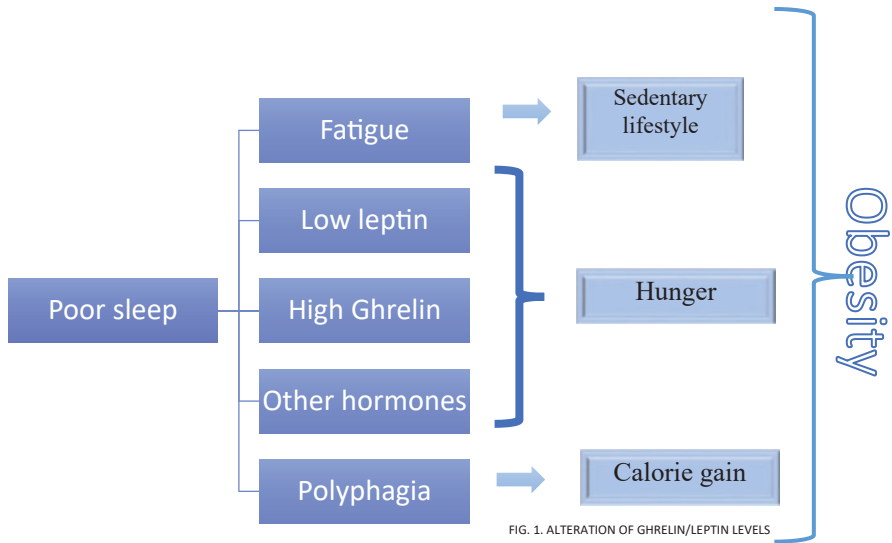 Poor sleep
Fatigue
Low leptin
High Ghrelin
Other hormones
Polyphagia
Sedentary
lifestyle
Hunger
Calorie gain
Obesity
FIG. 1. ALTERATION OF GHRELIN/LEPTIN LEVELS